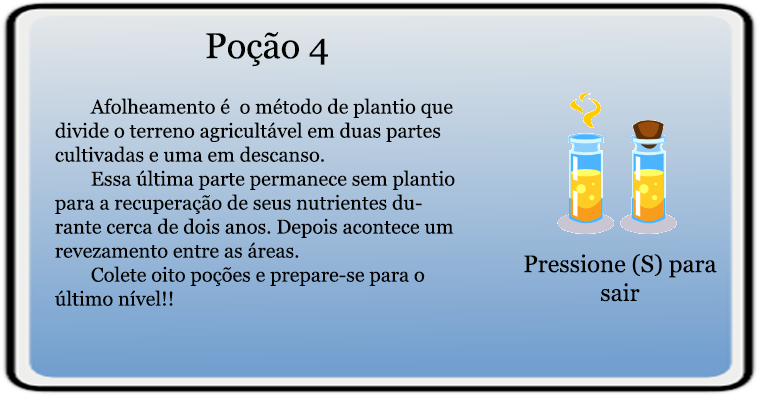 Poção 4
Afolheamento é o método de plantio que
divide o terreno agricultável em duas partes
cultivadas e uma em descanso.
Essa última parte permanece sem plantio
para a recuperação de seus nutrientes du-
rante cerca de dois anos. Depois acontece um
revezamento entre as áreas.
Colete oito poções e prepare-se para o
último nível!!
Pressione (S) para
sair